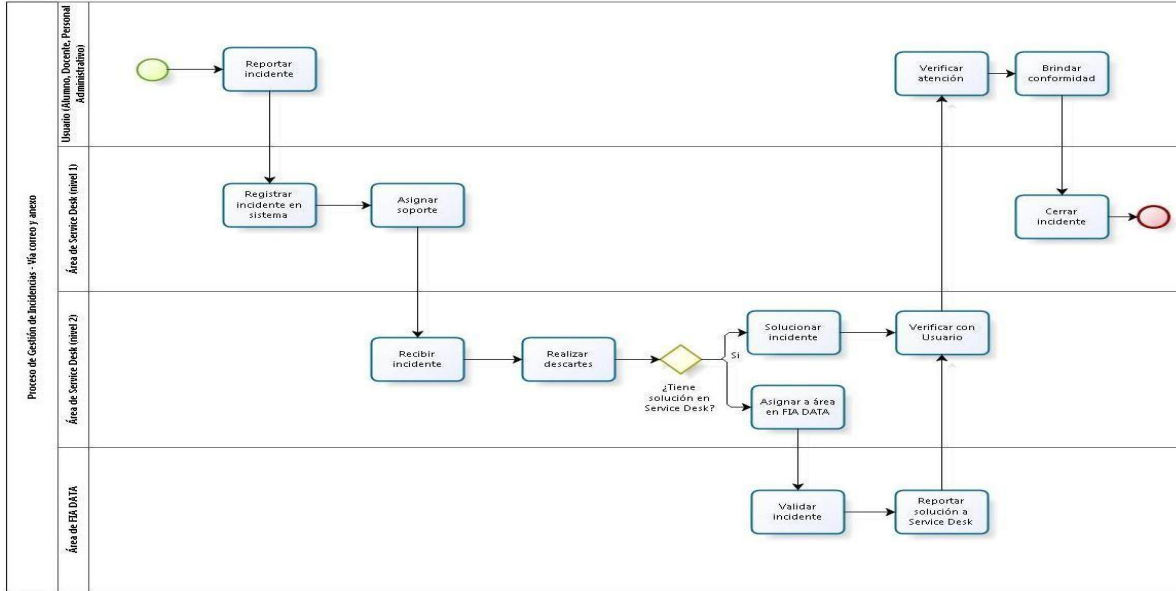 Proceso de Gestión de Incidencias - Vía correo y anexo
Usuario (Alumno, Docente, Personal
Administrativo)
Reportar
incidente
Verificar
atención
Brindar
conformidad
Área de Service Desk (nivel 1)
Registrar
incidente en
sistema
Asignar
soporte
Cerrar
incidente
Área de Service Desk (nivel 2)
Recibir
incidente
Realizar
descartes
¿Tiene
solución en
Service Desk?
Si
Solucionar
incidente
Verificar con
Usuario
Asignar a área
en FIA DATA
Área de FIA DATA
Validar
incidente
Reportar
solución a
Service Desk